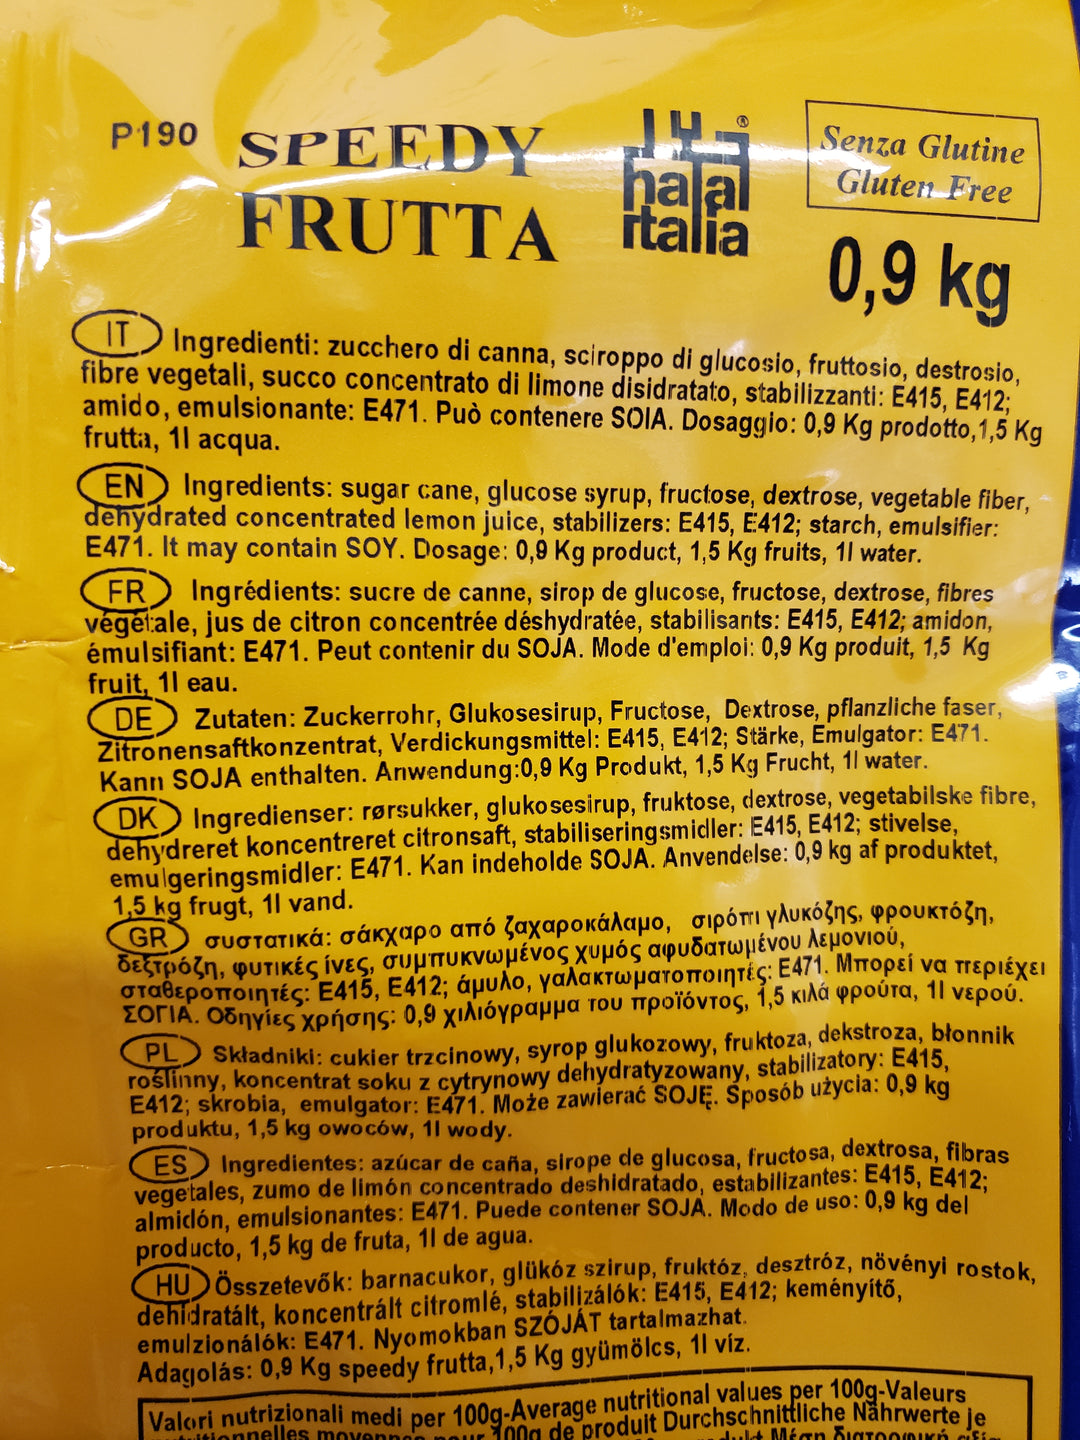 P190
SPEEDY
FRUTTA
halal
italia
®
Senza Glutine
Gluten Free
0,9 kg
IT Ingredienti: zucchero di canna, sciroppo di glucosio, fruttosio, destrosio,
fibre vegetali, succo concentrato di limone disidratato, stabilizzanti: E415, E412;
amido, emulsionante: E471. Può contenere SOIA. Dosaggio: 0,9 Kg prodotto,1,5 Kg
frutta, 1l acqua.
EN Ingredients: sugar cane, glucose syrup, fructose, dextrose, vegetable fiber,
dehydrated concentrated lemon juice, stabilizers: E415, E412; starch, emulsifier:
E471. It may contain SOY. Dosage: 0,9 Kg product, 1,5 Kg fruits, 1l water.
FR Ingrédients: sucre de canne, sirop de glucose, fructose, dextrose, fibres
végétale, jus de citron concentrée déshydratée, stabilisants: E415, E412; amidon,
émulsifiant: E471. Peut contenir du SOJA. Mode d'emploi: 0,9 Kg produit, 1,5 Kg
fruit, 1l eau.
DE Zutaten: Zuckerrohr, Glukosesirup, Fructose, Dextrose, pflanzliche faser,
Zitronensaftkonzentrat, Verdickungsmittel: E415, E412; Stärke, Emulgator: E471.
Kann SOJA enthalten. Anwendung:0,9 Kg Produkt, 1,5 Kg Frucht, 1l water.
DK Ingredienser: rørsukker, glukosesirup, fruktose, dextrose, vegetabilske fibre,
dehydreret koncentreret citronsaft, stabiliseringsmidler: E415, E412; stivelse,
emulgeringsmidler: E471. Kan indeholde SOJA. Anvendelse: 0,9 kg af produktet,
1,5 kg frugt, 1l vand.
GR συστατικά: σάκχαρο από ζαχαροκάλαμο, σιρόπι γλυκόζης, φρουκτόζη,
δεξτρόζη, φυτικές ίνες, συμπυκνωμένος χυμός αφυδατωμένου λεμονιού,
σταθεροποιητές: E415, E412; άμυλο, γαλακτωματοποιητές: E471. Μπορεί να περιέχει
ΣΟΓΙΑ. Οδηγίες χρήσης: 0,9 χιλιόγραμμα του προϊόντος, 1,5 κιλά φρούτα, 1l νερού.
PL Składniki: cukier trzcinowy, syrop glukozowy, fruktoza, dekstroza, błonnik
roślinny, koncentrat soku z cytrynowy dehydratyzowany, stabilizatory: E415,
E412; skrobia, emulgator: E471. Może zawierać SOJĘ. Sposób użycia: 0,9 kg
produktu, 1,5 kg owoców, 1l wody.
ES Ingredientes: azúcar de caña, sirope de glucosa, fructosa, dextrosa, fibras
vegetales, zumo de limón concentrado deshidratado, estabilizantes: E415, E412;
almidón, emulsionantes: E471. Puede contener SOJA. Modo de uso: 0,9 kg del
producto, 1,5 kg de fruta, 1l de agua.
HU Összetevők: barnacukor, glükóz szirup, fruktóz, desztróz, növényi rostok,
dehidratált, koncentrált citromlé, stabilizálók: E415, E412; keményítő,
emulzionálók: E471. Nyomokban SZÓJÁT tartalmazhat.
Adagolás: 0,9 Kg speedy frutta,1,5 Kg gyümölcs, 1l víz.
Valori nutrizionali medi per 100g-Average nutritional values per 100g-Valeurs
nutritionnelles moyennes pour 100g de produit Durchschnittliche Nährwerte je